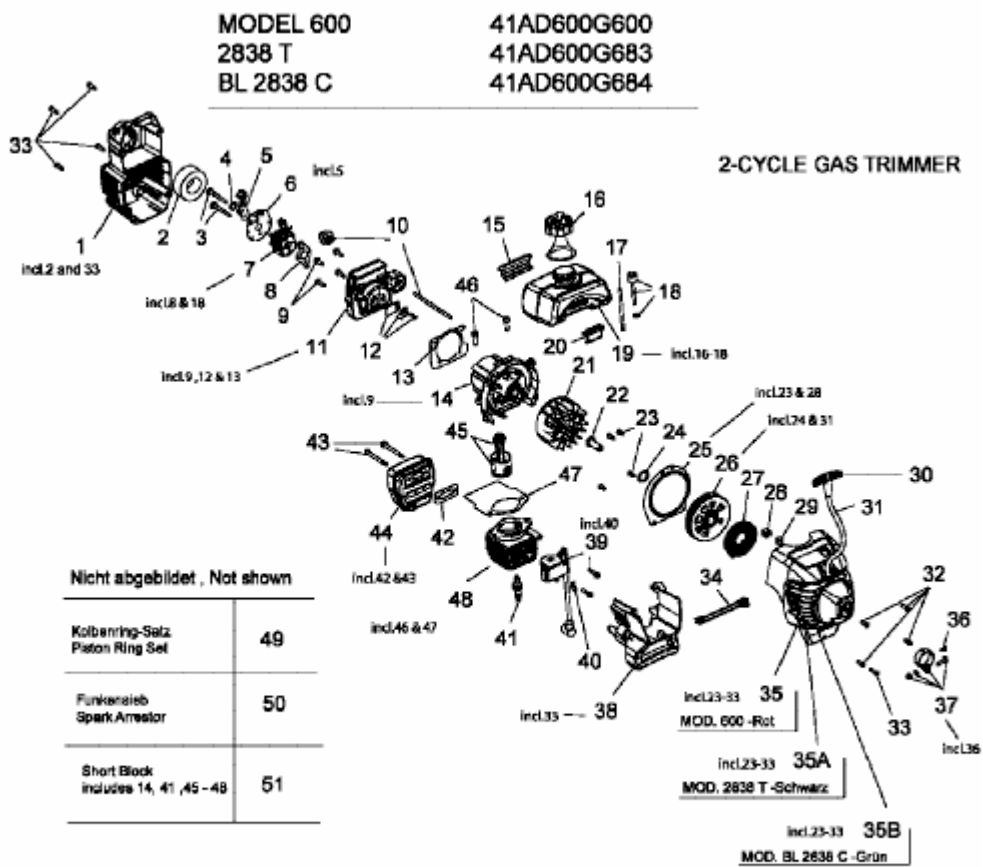 MODEL 600 41AD600G600
2838 T 41AD600G683
BL 2838 C 41AD600G684
2-CYCLE GAS TRIMMER
33
4
5
6
incl.5
1
2
3
incl.2 and 33
7
8
9
10
incl.8 & 18
11
12
13
incl.9 ,12 & 13
46
15
16
17
18
20
19
incl.16-18
14
incl.9
21
22
23
24
25
26
27
28
29
incl.23 & 28
incl.24 & 31
30
31
43
45
47
44
42
incl.42 &43
48
incl.46 & 47
41
incl.40
39
40
34
32
36
38
incl.33
33
37
incl.36
incl.23-33 35
MOD. 600 -Rot
incl.23-33 35A
MOD. 2838 T -Schwarz
incl.23-33 35B
MOD. BL 2638 C -Grün
Nicht abgebildet , Not shown
Kolbenring-Satz
Piston Ring Set
49
Funkensieb
Spark Arrestor
50
Short Block
includes 14, 41 ,45 - 48
51